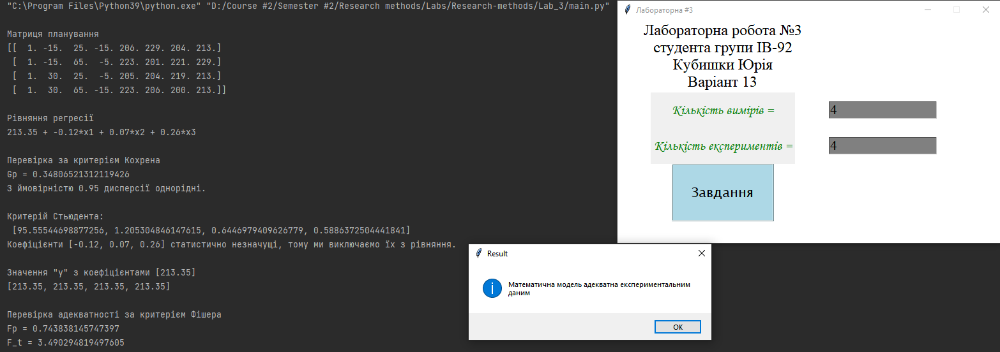 "C:\Program Files\Python39\python.exe" "D:/Course #2/Semester #2/Research methods/Labs/Research-methods/Lab_3/main.py"
Матриця планування
[[  1. -15.  25. -15. 206. 229. 204. 213.]
 [  1. -15.  65.  -5. 223. 201. 221. 229.]
 [  1.  30.  25.  -5. 205. 204. 219. 213.]
 [  1.  30.  65. -15. 223. 206. 200. 213.]]
Рівняння регресії
213.35 + -0.12*x1 + 0.07*x2 + 0.26*x3
Перевірка за критерієм Кохрена
Gp = 0.34806521312119426
З ймовірністю 0.95 дисперсії однорідні.
Критерій Стьюдента:
 [95.55544698877256, 1.205304846147615, 0.6446979409626779, 0.5886372504441841]
Коефіцієнти [-0.12, 0.07, 0.26] статистично незначущі, тому ми виключаємо їх з рівняння.
Значення "y" з коефіцієнтами [213.35]
[213.35, 213.35, 213.35, 213.35]
Перевірка адекватності за критерієм Фішера
Fp = 0.743838145747397
F_t = 3.490294819497605
Лабораторна #3
Лабораторна робота №3
студента групи ІВ-92
Кубишки Юрія
Варіант 13
Кількість вимірів =
4
Кількість експериментів =
4
Завдання
Result
Математична модель адекватна експериментальним
даним
ОК